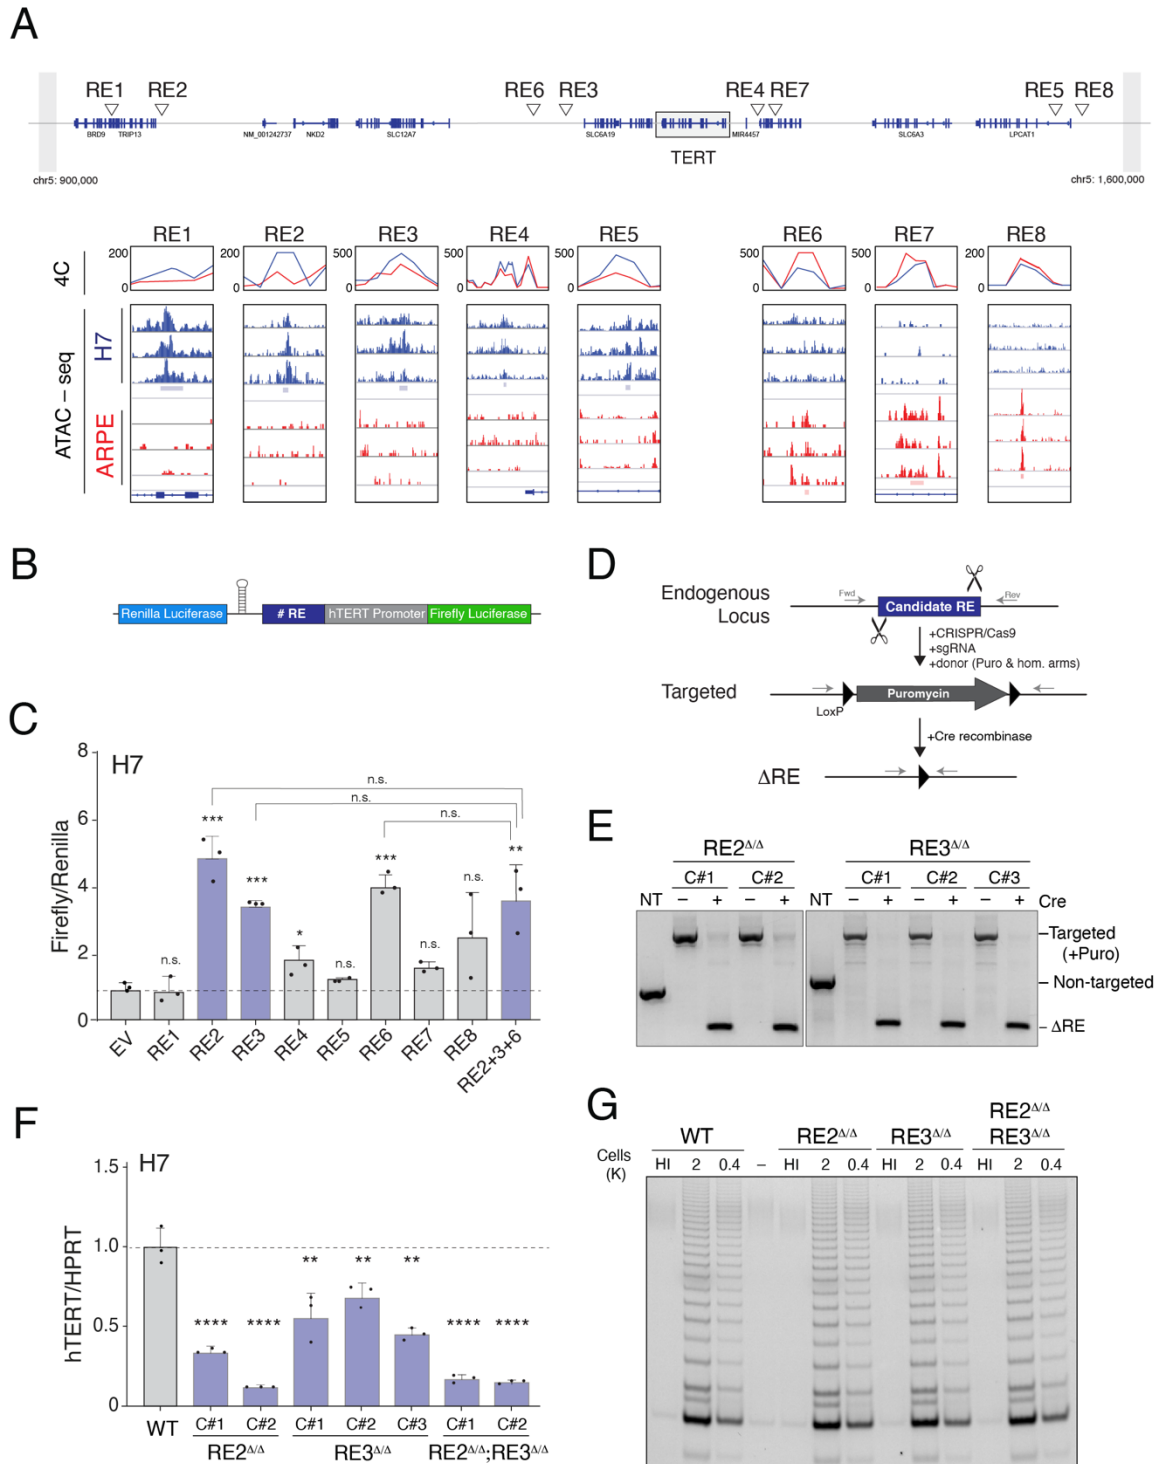 A
RE1 RE2 RE6 RE3 RE4 RE7 RE5 RE8
BRD9 TRIP13 NM_001242737 NKD2 SLC12A7 SLC6A19 MIR4457 SLC6A3 LPCAT1
TERT
chr5: 900,000 chr5: 1,600,000
RE1 RE2 RE3 RE4 RE5 RE6 RE7 RE8
4C
200 200 500 500 500 500 500 200
0 0 0 0 0 0 0 0
ATAC – seq
H7
ARPE
B
Renilla Luciferase # RE hTERT Promoter Firefly Luciferase
C
H7
Firefly/Renilla
8
6
4
2
0
n.s.
n.s.
n.s.
n.s. *** *** * n.s. *** n.s. n.s. **
EV RE1 RE2 RE3 RE4 RE5 RE6 RE7 RE8 RE2+3+6
D
Endogenous
Locus
Fwd Candidate RE Rev
+CRISPR/Cas9
+sgRNA
+donor (Puro & hom. arms)
Targeted
Puromycin
LoxP
+Cre recombinase
ΔRE
E
RE2Δ/Δ RE3Δ/Δ
C#1 C#2 C#1 C#2 C#3
NT – + – + NT – + – + – + Cre
Targeted
(+Puro)
Non-targeted
ΔRE
F
H7
hTERT/HPRT
1.5
1.0
0.5
0
**** **** ** ** ** **** ****
WT C#1 C#2 C#1 C#2 C#3 C#1 C#2
RE2Δ/Δ RE3Δ/Δ RE2Δ/Δ;RE3Δ/Δ
G
RE2Δ/Δ
WT RE2Δ/Δ RE3Δ/Δ RE3Δ/Δ
Cells
(K)
HI 2 0.4 – HI 2 0.4 HI 2 0.4 HI 2 0.4